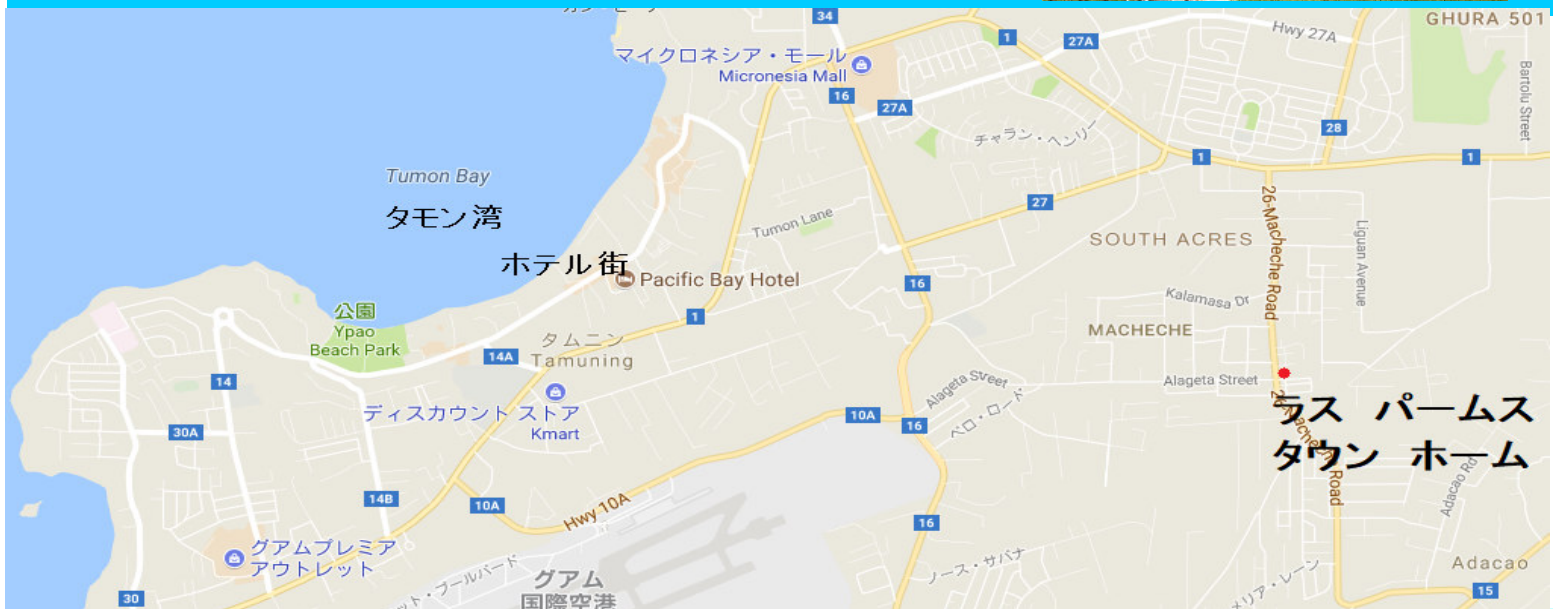 34
GHURA 501
1
27A
Hwy 27A
マイクロネシア・モール
Micronesia Mall
16
27A
Bartolu Street
チャラン・ヘンリー
28
1
1
Tumon Bay
タモン湾
27
Tumon Lane
26-Macheche Road
Liguan Avenue
SOUTH ACRES
ホテル街
Pacific Bay Hotel
16
Kalamasa Dr
公園
Ypao
Beach Park
1
MACHECHE
タムニン
Tamuning
14A
14
Alageta Street
Alageta Street
ディスカウント ストア
Kmart
10A
16
ペロ・ロード
ラス パームス
タウン ホーム
26-Macheche Road
30A
Adacao Rd
14B
10A
Hwy 10A
16
グアムプレミア
アウトレット
ノース・サバナ
Adacao
グアム
国際空港
30
15